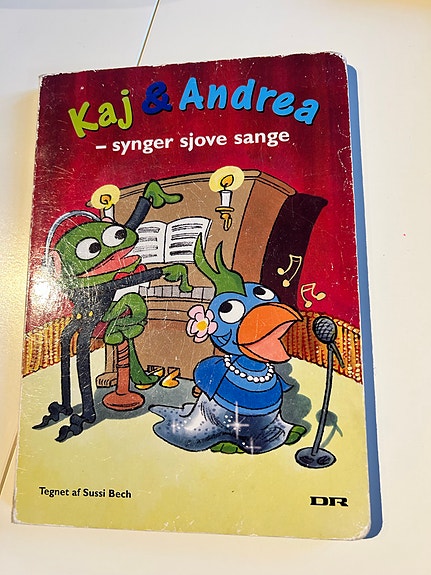 Kaj & Andrea
– synger sjove sange
Tegnet af Sussi Bech
DR